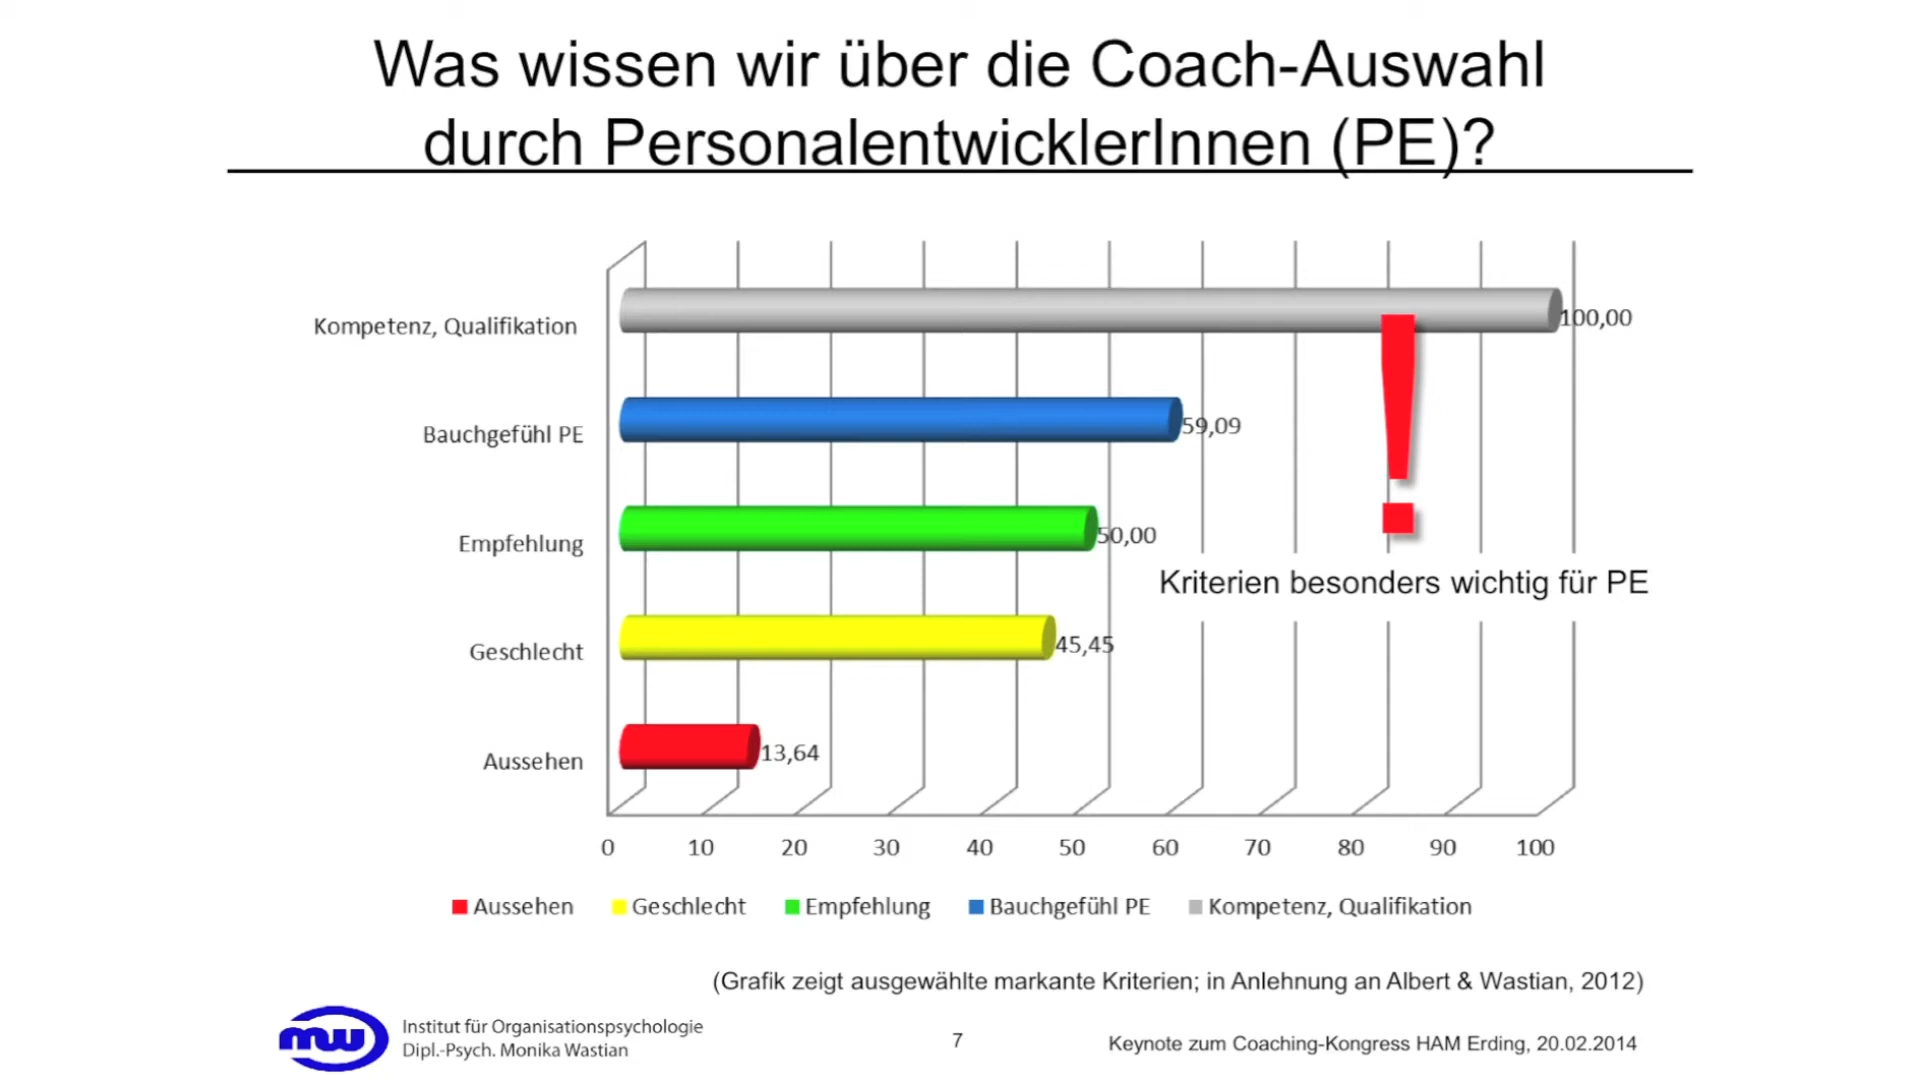 Was wissen wir über die Coach-Auswahl
durch PersonalentwicklerInnen (PE)?
Kompetenz, Qualifikation
100,00
Bauchgefühl PE
59,09
Empfehlung
50,00
Kriterien besonders wichtig für PE
Geschlecht
45,45
Aussehen
13,64
0 10 20 30 40 50 60 70 80 90 100
Aussehen Geschlecht Empfehlung Bauchgefühl PE Kompetenz, Qualifikation
(Grafik zeigt ausgewählte markante Kriterien; in Anlehnung an Albert & Wastian, 2012)
mw
Institut für Organisationspsychologie
Dipl.-Psych. Monika Wastian
7
Keynote zum Coaching-Kongress HAM Erding, 20.02.2014